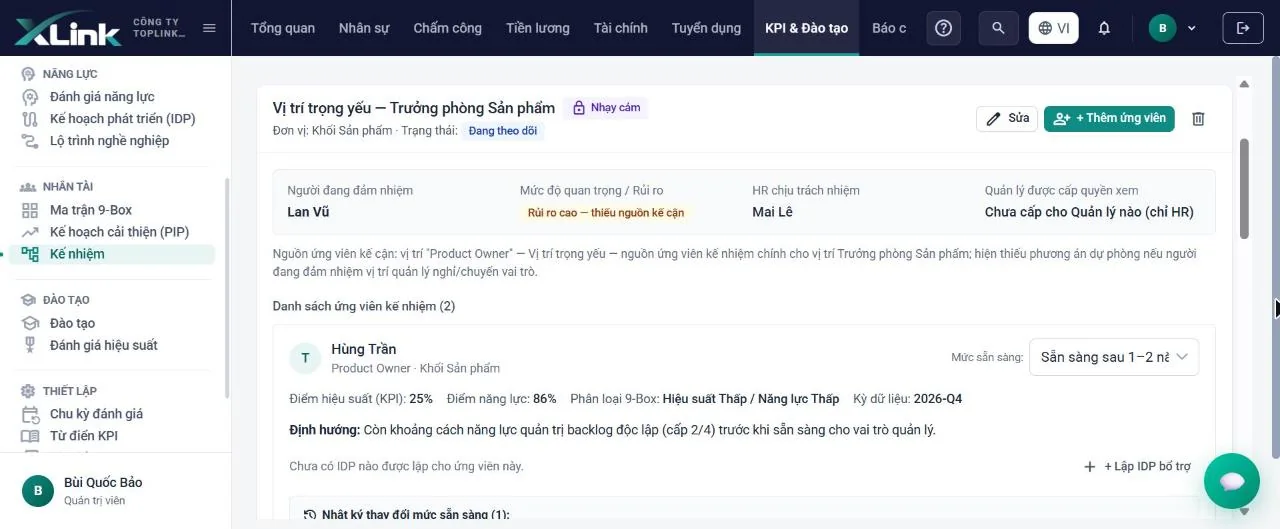 XLink
CÔNG TY
TOPLINK...
Tổng quan
Nhân sự
Chấm công
Tiền lương
Tài chính
Tuyển dụng
KPI & Đào tạo
Báo c
VI
B
NĂNG LỰC
Đánh giá năng lực
Kế hoạch phát triển (IDP)
Lộ trình nghề nghiệp
NHÂN TÀI
Ma trận 9-Box
Kế hoạch cải thiện (PIP)
Kế nhiệm
ĐÀO TẠO
Đào tạo
Đánh giá hiệu suất
THIẾT LẬP
Chu kỳ đánh giá
Từ điển KPI
B
Bùi Quốc Bảo
Quản trị viên
Vị trí trọng yếu — Trưởng phòng Sản phẩm
Nhạy cảm
Đơn vị: Khối Sản phẩm · Trạng thái: Đang theo dõi
Sửa
+ Thêm ứng viên
Người đang đảm nhiệm
Lan Vũ
Mức độ quan trọng / Rủi ro
Rủi ro cao — thiếu nguồn kế cận
HR chịu trách nhiệm
Mai Lê
Quản lý được cấp quyền xem
Chưa cấp cho Quản lý nào (chỉ HR)
Nguồn ứng viên kế cận: vị trí "Product Owner" — Vị trí trọng yếu — nguồn ứng viên kế nhiệm chính cho vị trí Trưởng phòng Sản phẩm; hiện thiếu phương án dự phòng nếu người
đang đảm nhiệm vị trí quản lý nghỉ/chuyển vai trò.
Danh sách ứng viên kế nhiệm (2)
T
Hùng Trần
Product Owner · Khối Sản phẩm
Mức sẵn sàng:
Sẵn sàng sau 1–2 nă
Điểm hiệu suất (KPI): 25%
Điểm năng lực: 86%
Phân loại 9-Box: Hiệu suất Thấp / Năng lực Thấp
Kỳ dữ liệu: 2026-Q4
Định hướng: Còn khoảng cách năng lực quản trị backlog độc lập (cấp 2/4) trước khi sẵn sàng cho vai trò quản lý.
Chưa có IDP nào được lập cho ứng viên này.
+ Lập IDP bổ trợ
Nhật ký thay đổi mức sẵn sàng (1):